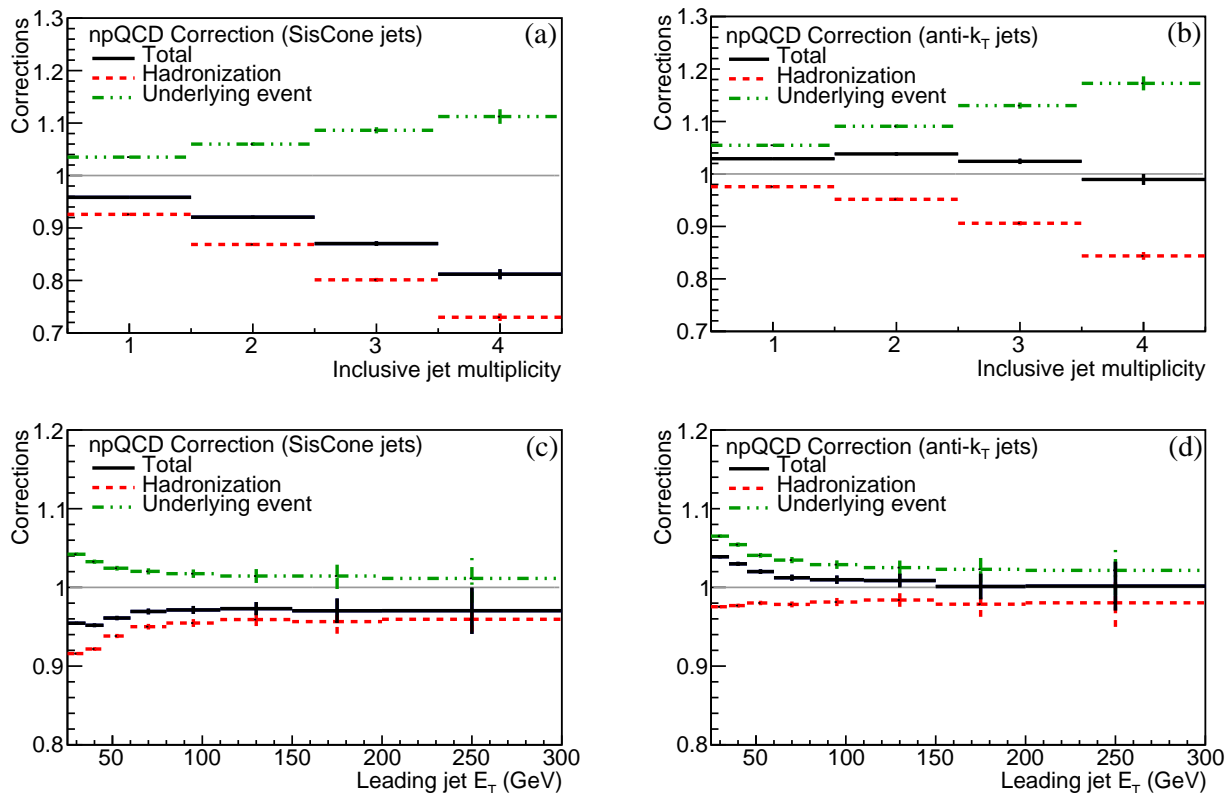 npQCD Correction (SisCone jets)
(a)
Total
Hadronization
Underlying event
Corrections
1.3
1.2
1.1
1
0.9
0.8
0.7
1 2 3 4
Inclusive jet multiplicity
npQCD Correction (anti-k_T jets)
(b)
Total
Hadronization
Underlying event
Corrections
1.3
1.2
1.1
1
0.9
0.8
0.7
1 2 3 4
Inclusive jet multiplicity
npQCD Correction (SisCone jets)
(c)
Total
Hadronization
Underlying event
Corrections
1.2
1.1
1
0.9
0.8
50 100 150 200 250 300
Leading jet E_T (GeV)
npQCD Correction (anti-k_T jets)
(d)
Total
Hadronization
Underlying event
Corrections
1.2
1.1
1
0.9
0.8
50 100 150 200 250 300
Leading jet E_T (GeV)